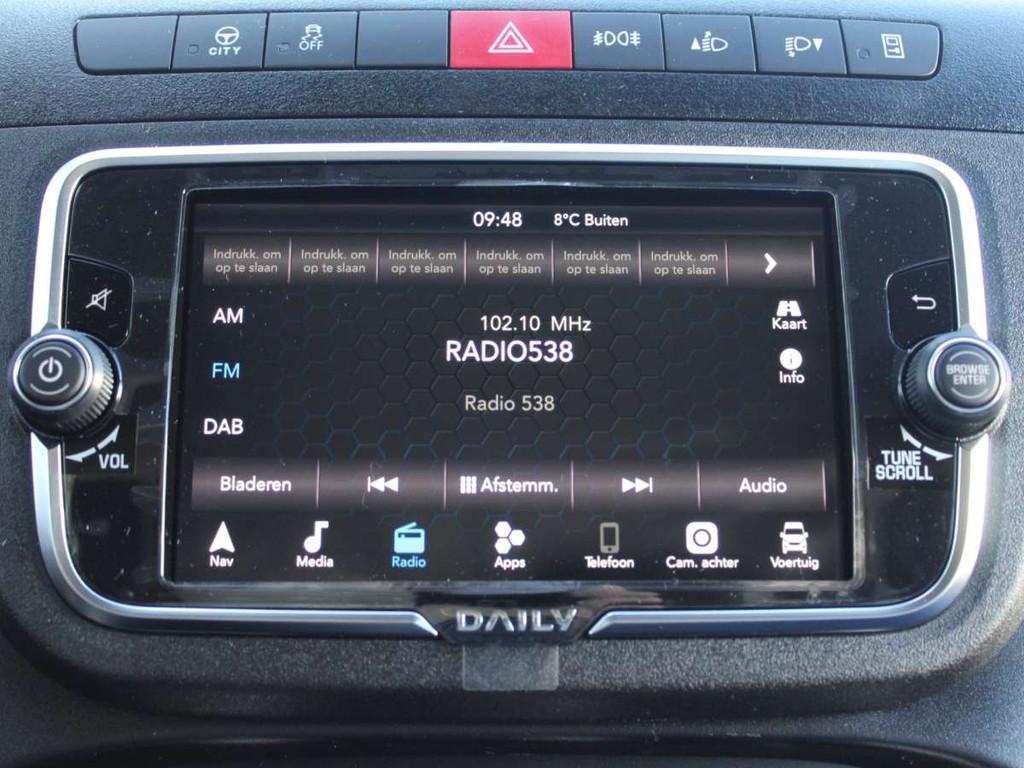 CITY
OFF
09:48 8°C Buiten
Indrukk. om op te slaan
Indrukk. om op te slaan
Indrukk. om op te slaan
Indrukk. om op te slaan
Indrukk. om op te slaan
Indrukk. om op te slaan
AM
102.10 MHz
Kaart
RADIO538
FM
Info
BROWSE
ENTER
Radio 538
DAB
VOL
TUNE
SCROLL
Bladeren Afstemm. Audio
Nav Media Radio Apps Telefoon Cam. achter Voertuig
DAILY